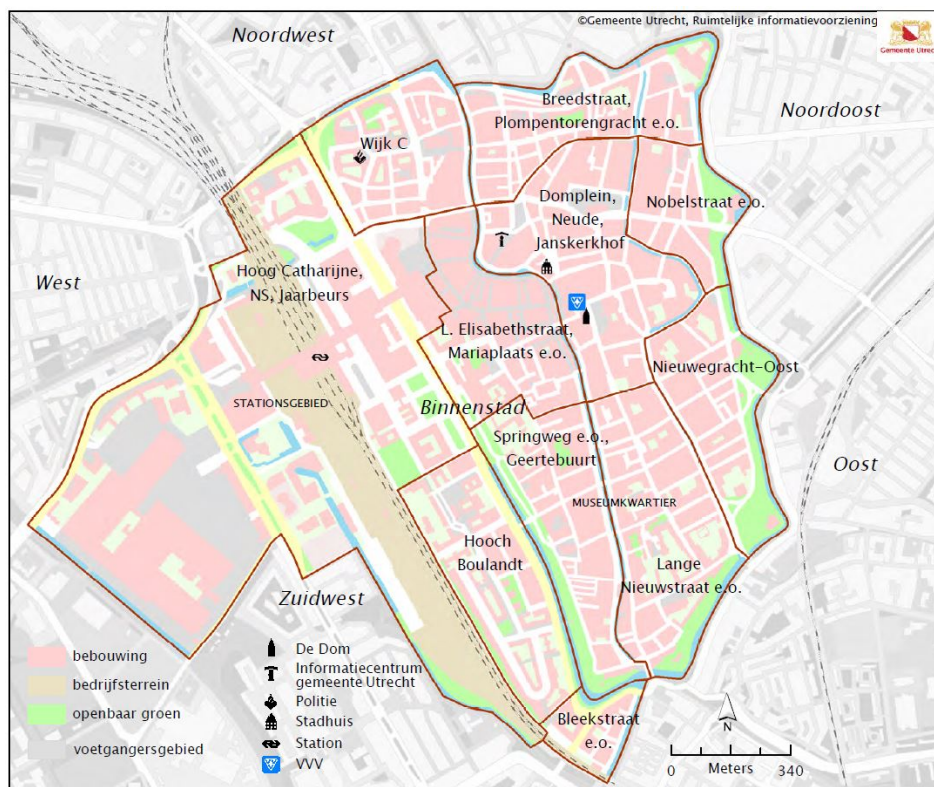 ©Gemeente Utrecht, Ruimtelijke informatievoorziening
Gemeente Utrec
Noordwest
Noordoost
West
Oost
Zuidwest
Breedstraat,
Plompentorengracht e.o.
Wijk C
Domplein,
Neude,
Janskerkhof
Nobelstraat e.o.
Hoog Catharijne,
NS, Jaarbeurs
L. Elisabethstraat,
Mariaplaats e.o.
Nieuwegracht-Oost
STATIONSGEBIED
Binnenstad
Springweg e.o.,
Geertebuurt
MUSEUMKWARTIER
Hooch
Boulandt
Lange
Nieuwstraat e.o.
Bleekstraat
e.o.
bebouwing
bedrijfsterrein
openbaar groen
voetgangersgebied
De Dom
Informatiecentrum
gemeente Utrecht
Politie
Stadhuis
Station
VVV
0 Meters 340